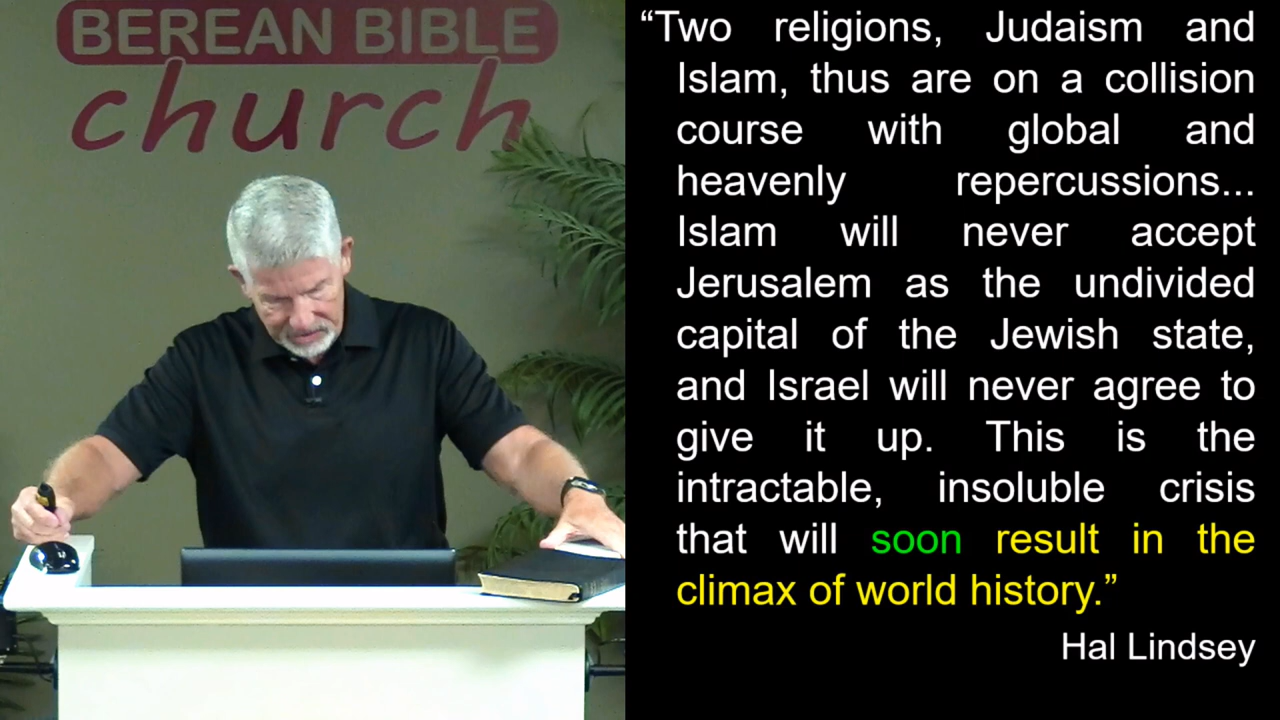 BEREAN BIBLE
church
“Two religions, Judaism and
Islam, thus are on a collision
course with global and
heavenly repercussions...
Islam will never accept
Jerusalem as the undivided
capital of the Jewish state,
and Israel will never agree to
give it up. This is the
intractable, insoluble crisis
that will soon result in the
climax of world history.”
Hal Lindsey